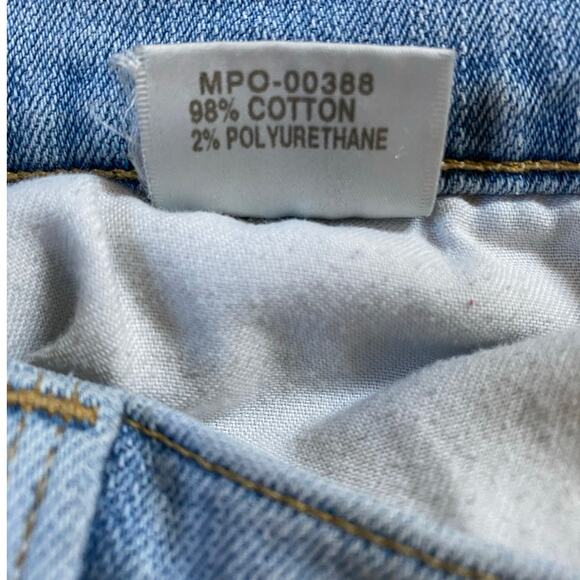 MPO-00388
98% COTTON
2% POLYURETHANE